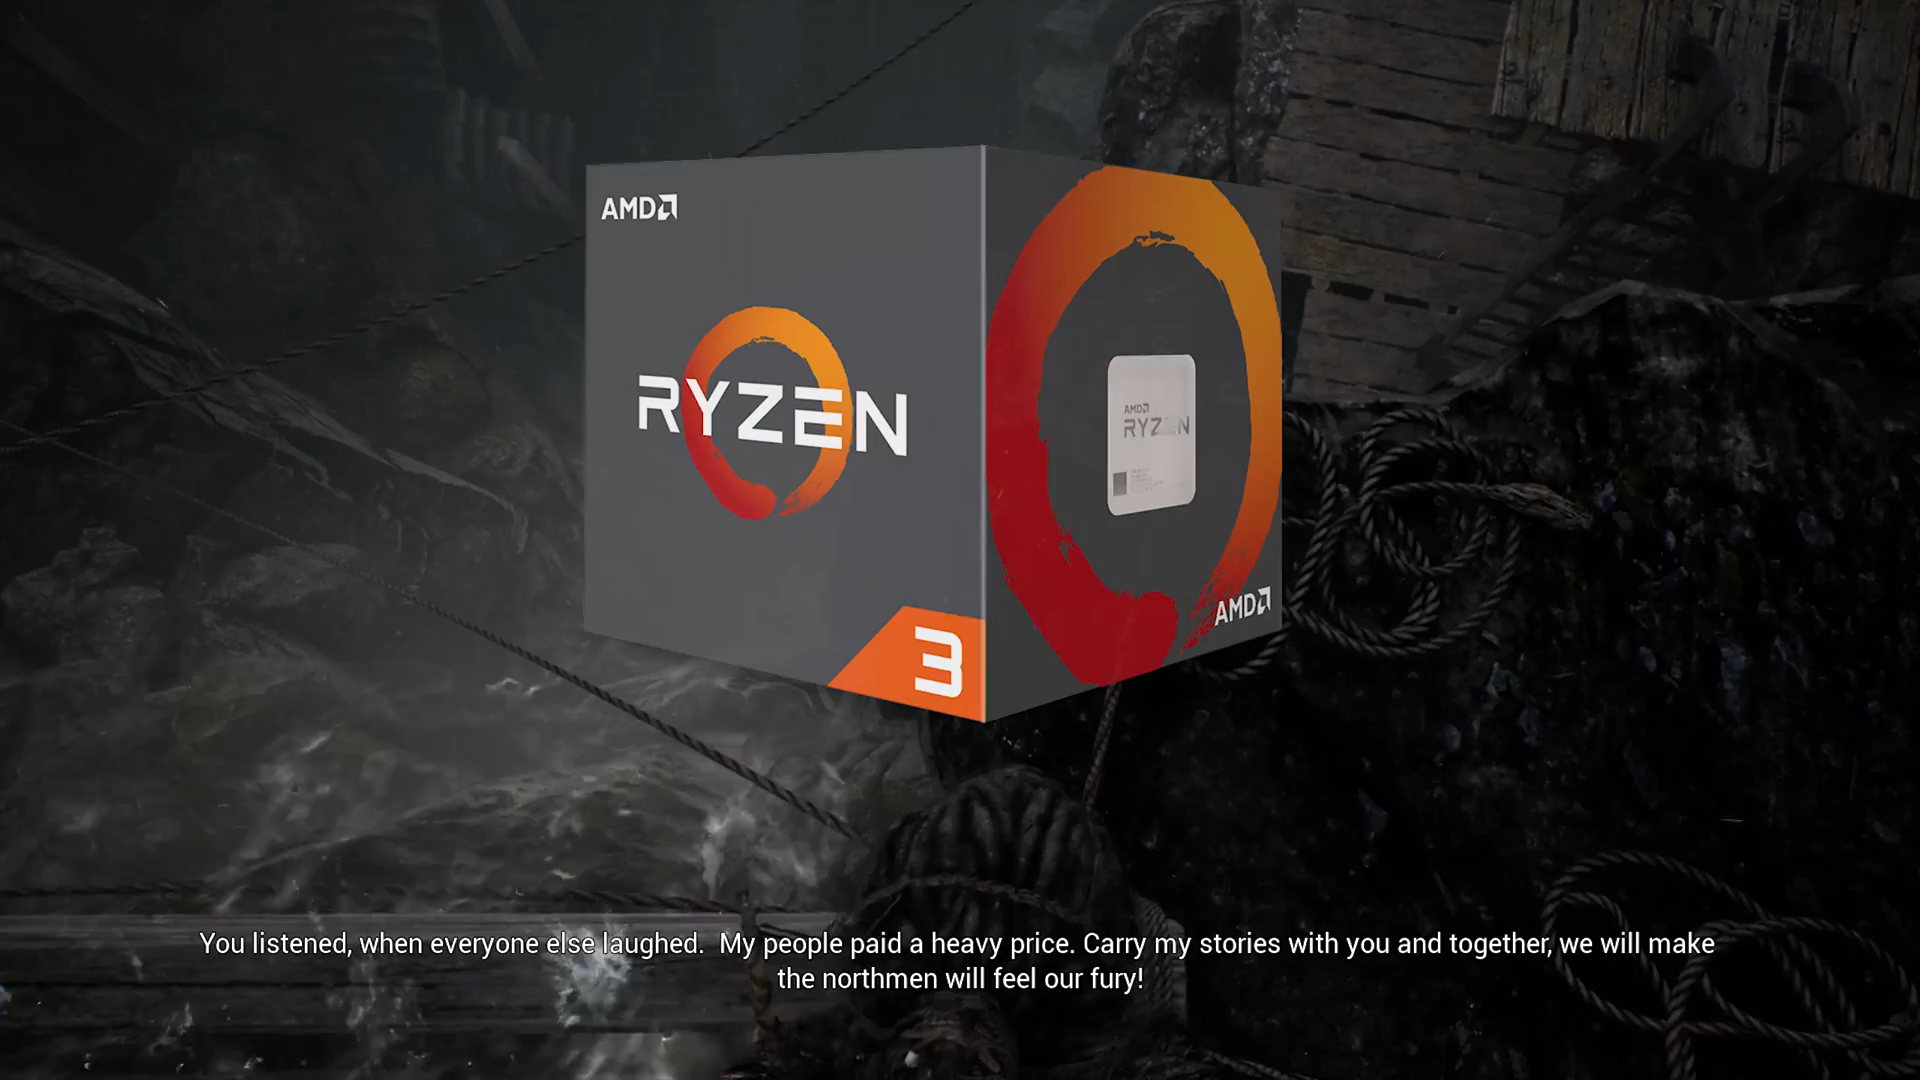 AMD
RYZEN
3
AMD
RYZEN
AMD
You listened, when everyone else laughed.  My people paid a heavy price. Carry my stories with you and together, we will make
the northmen will feel our fury!